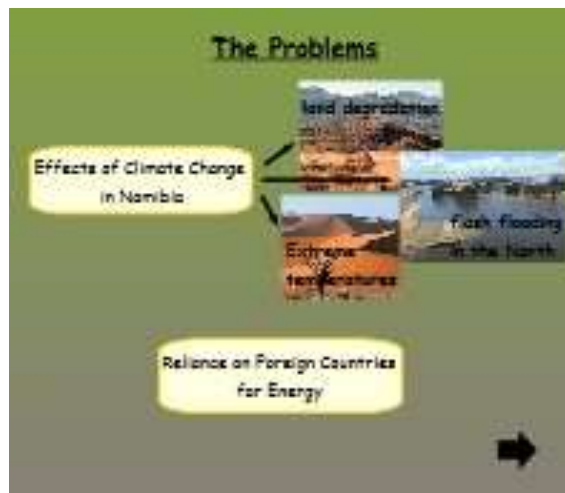 The Problems
land degradation
Effects of Climate Change
in Namibia
flash flooding
in the North
Extreme
temperatures
Reliance on Foreign Countries
for Energy